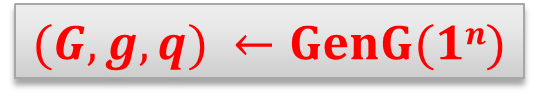 (G, g, q) ← GenG(1ⁿ)